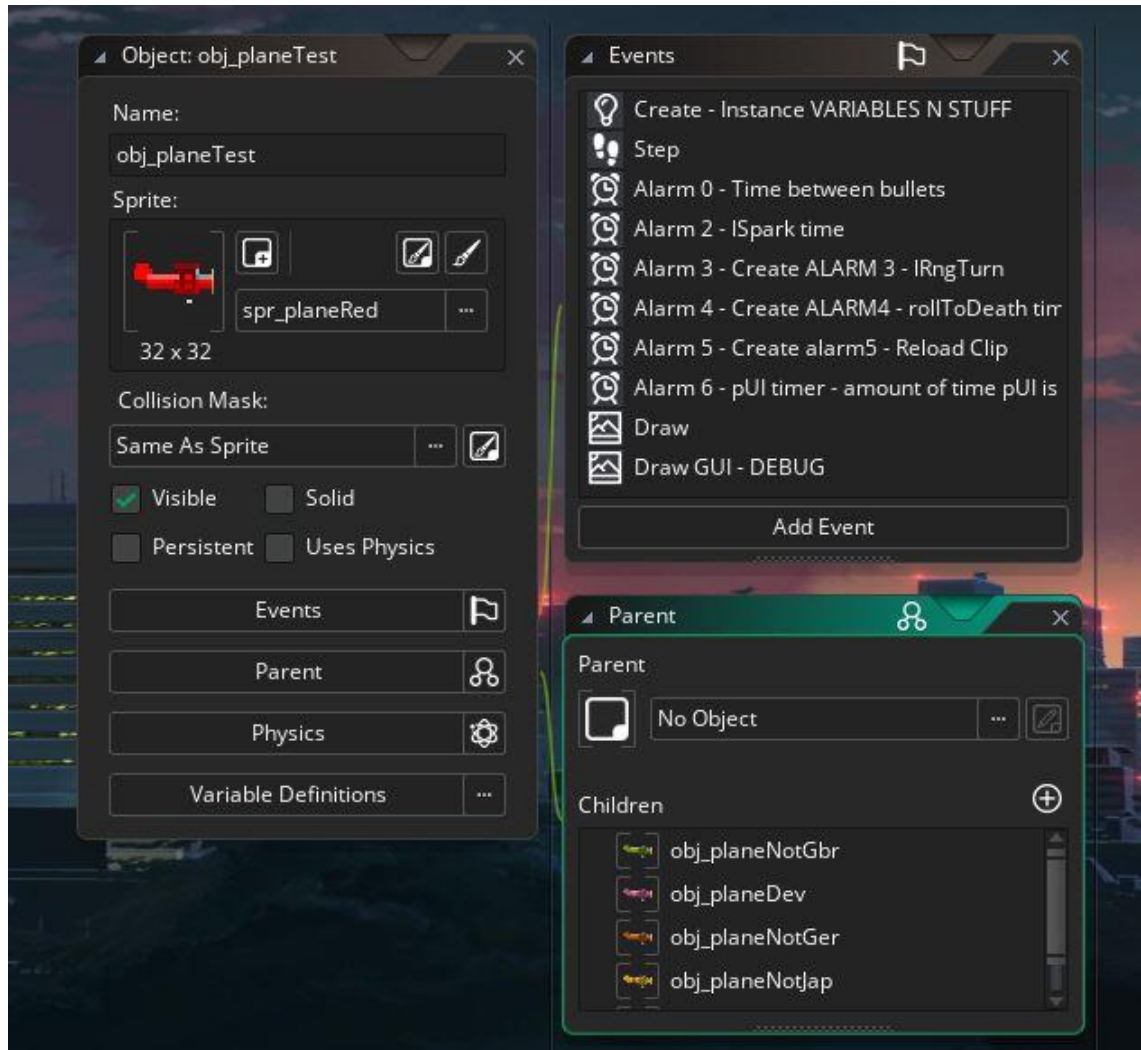 Object: obj_planeTest
Name:
obj_planeTest
Sprite:
spr_planeRed
...
32 x 32
Collision Mask:
Same As Sprite
...
Visible
Solid
Persistent
Uses Physics
Events
Parent
Physics
Variable Definitions
...
Events
Create - Instance VARIABLES N STUFF
Step
Alarm 0 - Time between bullets
Alarm 2 - lSpark time
Alarm 3 - Create ALARM 3 - lRngTurn
Alarm 4 - Create ALARM4 - rollToDeath tim
Alarm 5 - Create alarm5 - Reload Clip
Alarm 6 - pUI timer - amount of time pUI is
Draw
Draw GUI - DEBUG
Add Event
Parent
Parent
No Object
...
Children
obj_planeNotGbr
obj_planeDev
obj_planeNotGer
obj_planeNotJap